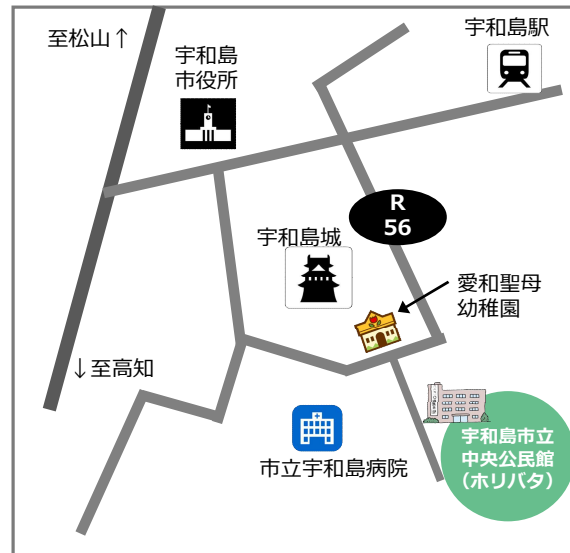 至松山↑
宇和島
市役所
宇和島駅
R
56
宇和島城
愛和聖母
幼稚園
↓至高知
市立宇和島病院
宇和島市立
中央公民館
（ホリバタ）